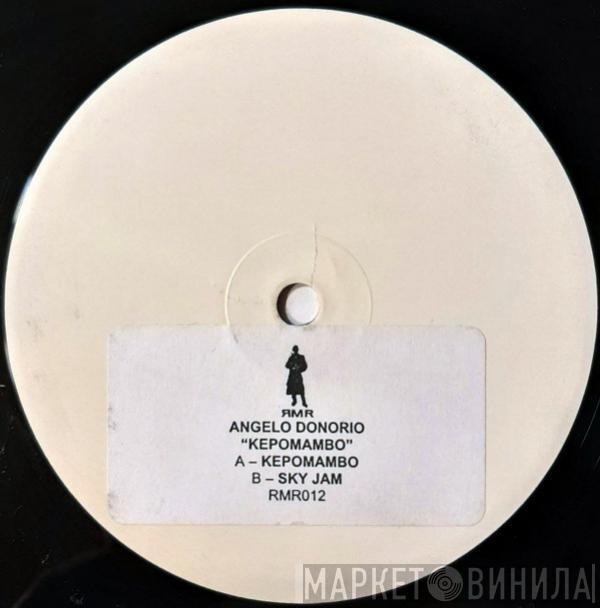 ЯMR
ANGELO DONORIO
“KEPOMAMBO”
A – KEPOMAMBO
B – SKY JAM
RMR012
МАРКЕТ ВИНИЛА